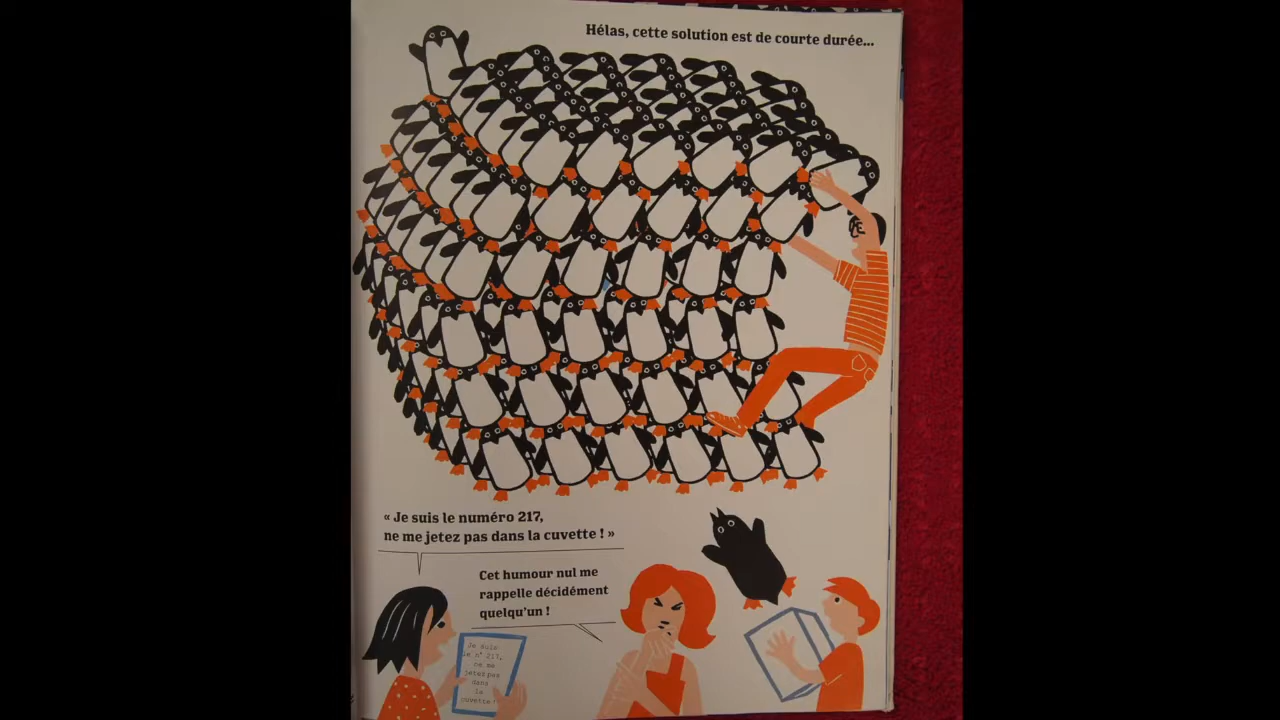 Hélas, cette solution est de courte durée...
« Je suis le numéro 217,
ne me jetez pas dans la cuvette ! »
Cet humour nul me
rappelle décidément
quelqu'un !
Je suis
le n° 217,
ne me
jetez pas
dans
la
cuvette !